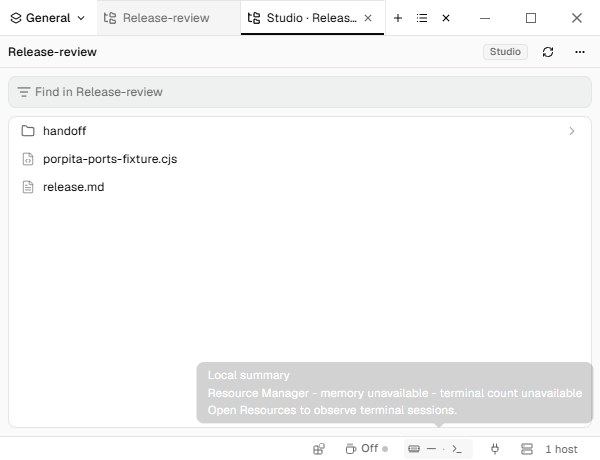 General
Release-review
Studio · Releas...
Release-review
Studio
Find in Release-review
handoff
porpita-ports-fixture.cjs
release.md
Local summary
Resource Manager - memory unavailable - terminal count unavailable
Open Resources to observe terminal sessions.
Off
1 host